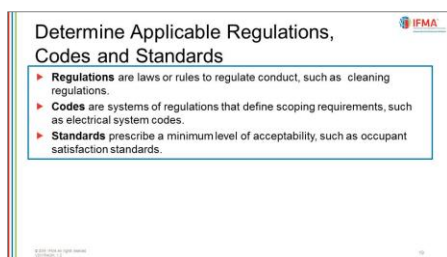 Determine Applicable Regulations,
Codes and Standards
IFMA
Regulations are laws or rules to regulate conduct, such as cleaning
regulations.
Codes are systems of regulations that define scoping requirements, such
as electrical system codes.
Standards prescribe a minimum level of acceptability, such as occupant
satisfaction standards.